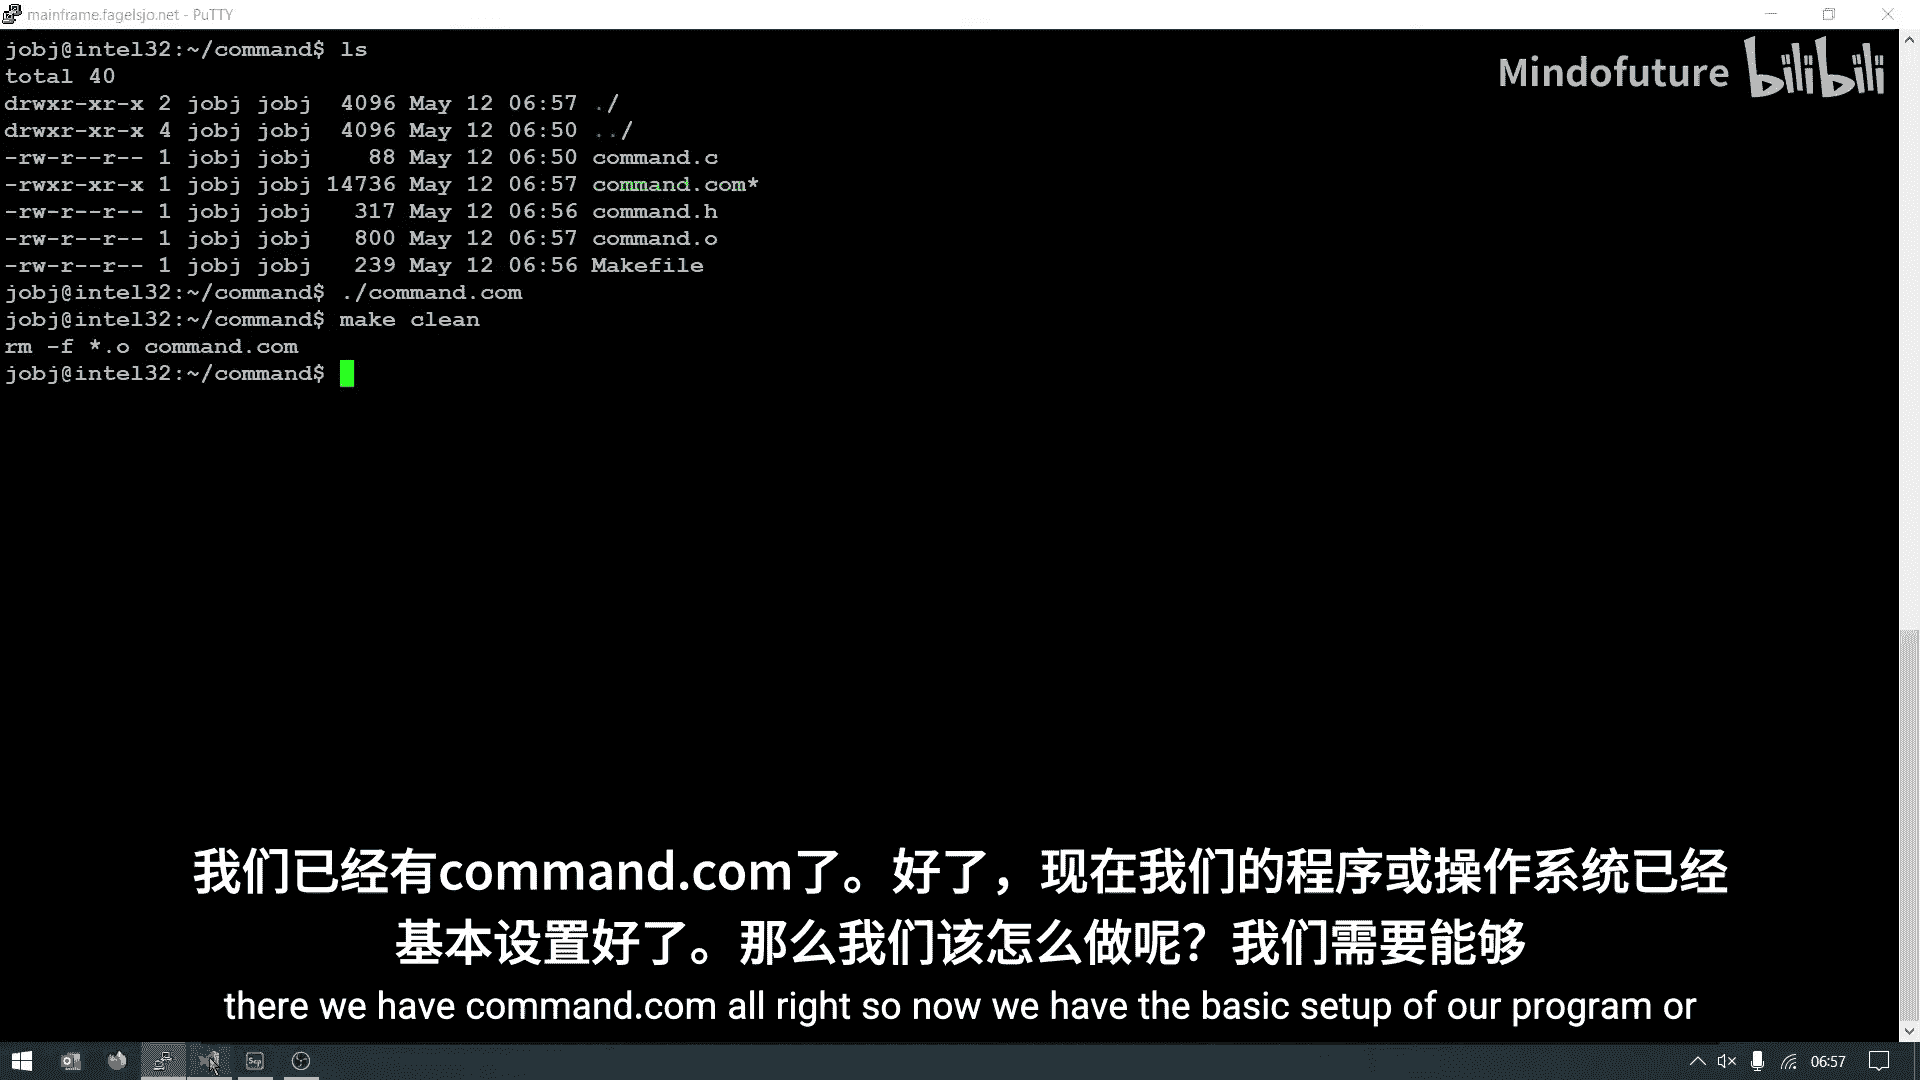 mainframe.fagelsjo.net - PuTTY
jobj@intel32:~/command$ ls
total 40
drwxr-xr-x 2 jobj jobj  4096 May 12 06:57 ./
drwxr-xr-x 4 jobj jobj  4096 May 12 06:50 ../
-rw-r--r-- 1 jobj jobj    88 May 12 06:50 command.c
-rwxr-xr-x 1 jobj jobj 14736 May 12 06:57 command.com*
-rw-r--r-- 1 jobj jobj   317 May 12 06:56 command.h
-rw-r--r-- 1 jobj jobj   800 May 12 06:57 command.o
-rw-r--r-- 1 jobj jobj   239 May 12 06:56 Makefile
jobj@intel32:~/command$ ./command.com
jobj@intel32:~/command$ make clean
rm -f *.o command.com
jobj@intel32:~/command$
Mindofuture bilibili
我们已经有command.com了。好了，现在我们的程序或操作系统已经
基本设置好了。那么我们该怎么做呢？我们需要能够
there we have command.com all right so now we have the basic setup of our program or
Scp
06:57